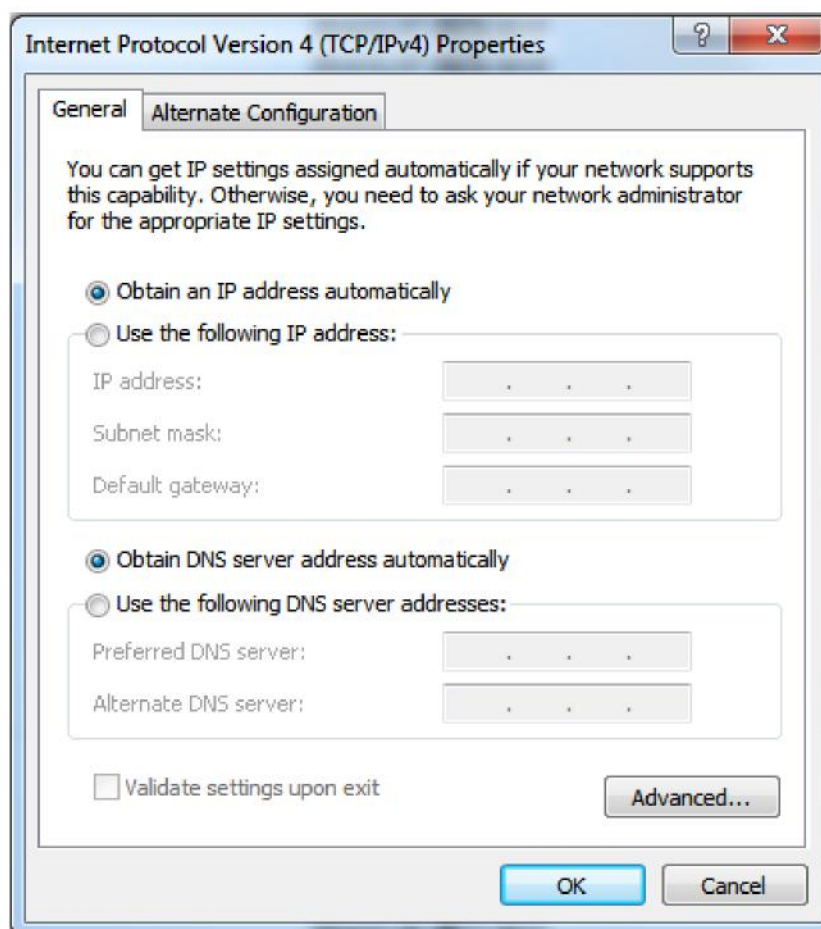 Internet Protocol Version 4 (TCP/IPv4) Properties
General
Alternate Configuration
You can get IP settings assigned automatically if your network supports
this capability. Otherwise, you need to ask your network administrator
for the appropriate IP settings.
Obtain an IP address automatically
Use the following IP address:
IP address: . . .
Subnet mask: . . .
Default gateway: . . .
Obtain DNS server address automatically
Use the following DNS server addresses:
Preferred DNS server: . . .
Alternate DNS server: . . .
Validate settings upon exit
Advanced...
OK
Cancel